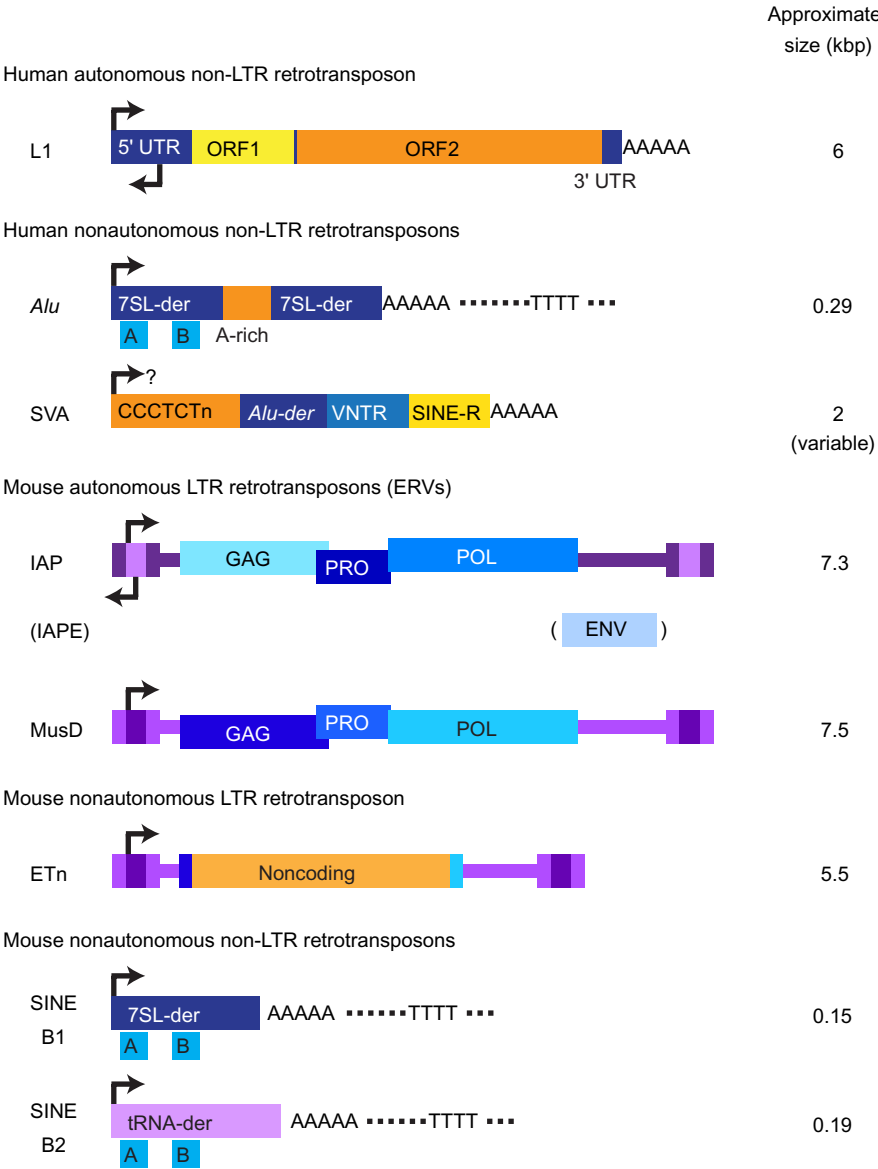 Approximate
size (kbp)
Human autonomous non-LTR retrotransposon
L1 5' UTR ORF1 ORF2 AAAAA 6
3' UTR
Human nonautonomous non-LTR retrotransposons
Alu 7SL-der 7SL-der AAAAA TTTT 0.29
A B A-rich
?
SVA CCCTCTn Alu-der VNTR SINE-R AAAAA 2
(variable)
Mouse autonomous LTR retrotransposons (ERVs)
IAP GAG PRO POL 7.3
(IAPE) ( ENV )
MusD GAG PRO POL 7.5
Mouse nonautonomous LTR retrotransposon
ETn Noncoding 5.5
Mouse nonautonomous non-LTR retrotransposons
SINE
B1 7SL-der AAAAA TTTT 0.15
A B
SINE
B2 tRNA-der AAAAA TTTT 0.19
A B